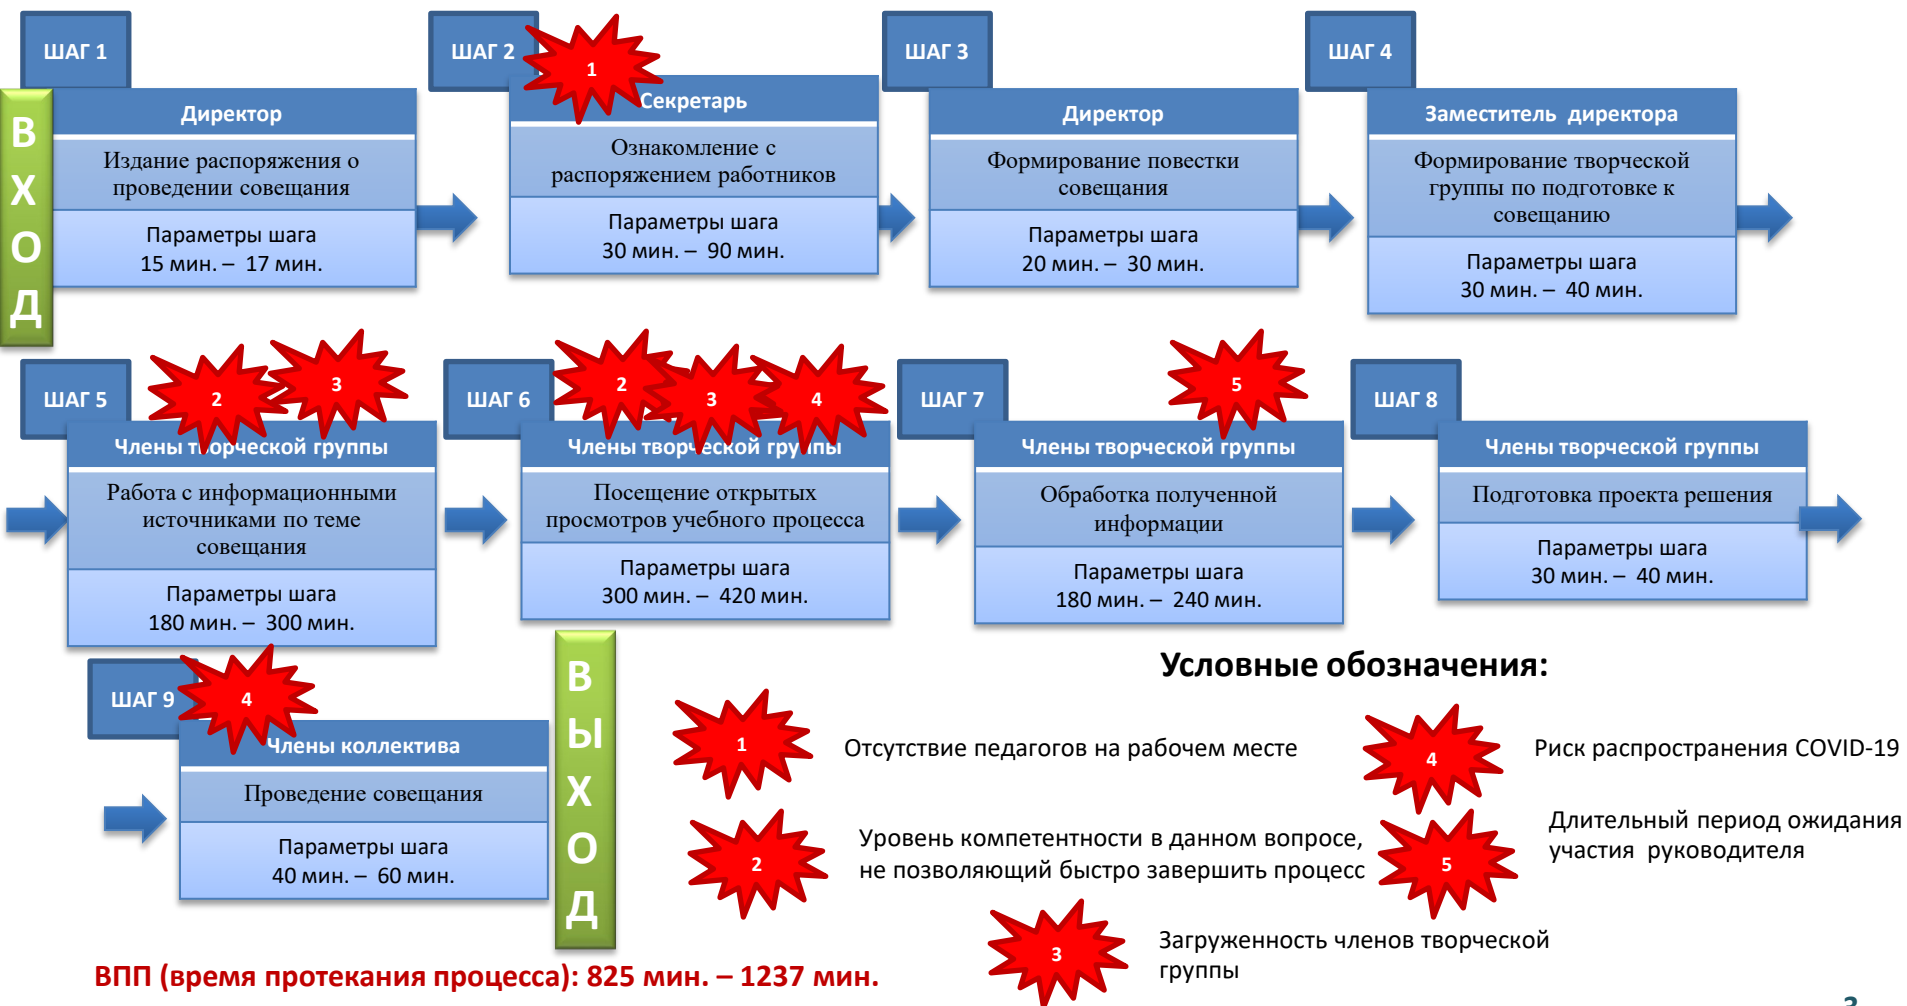 ШАГ 1
Директор
Издание распоряжения о
проведении совещания
Параметры шага
15 мин. – 17 мин.
ВХОД
ШАГ 2
1
Секретарь
Ознакомление с
распоряжением работников
Параметры шага
30 мин. – 90 мин.
ШАГ 3
Директор
Формирование повестки
совещания
Параметры шага
20 мин. – 30 мин.
ШАГ 4
Заместитель директора
Формирование творческой
группы по подготовке к
совещанию
Параметры шага
30 мин. – 40 мин.
ШАГ 5
2
3
Члены творческой группы
Работа с информационными
источниками по теме
совещания
Параметры шага
180 мин. – 300 мин.
ШАГ 6
2
3
4
Члены творческой группы
Посещение открытых
просмотров учебного процесса
Параметры шага
300 мин. – 420 мин.
ШАГ 7
5
Члены творческой группы
Обработка полученной
информации
Параметры шага
180 мин. – 240 мин.
ШАГ 8
Члены творческой группы
Подготовка проекта решения
Параметры шага
30 мин. – 40 мин.
ШАГ 9
4
Члены коллектива
Проведение совещания
Параметры шага
40 мин. – 60 мин.
ВЫХОД
Условные обозначения:
1
Отсутствие педагогов на рабочем месте
2
Уровень компетентности в данном вопросе,
не позволяющий быстро завершить процесс
3
Загруженность членов творческой
группы
4
Риск распространения COVID-19
5
Длительный период ожидания
участия руководителя
ВПП (время протекания процесса): 825 мин. – 1237 мин.
3